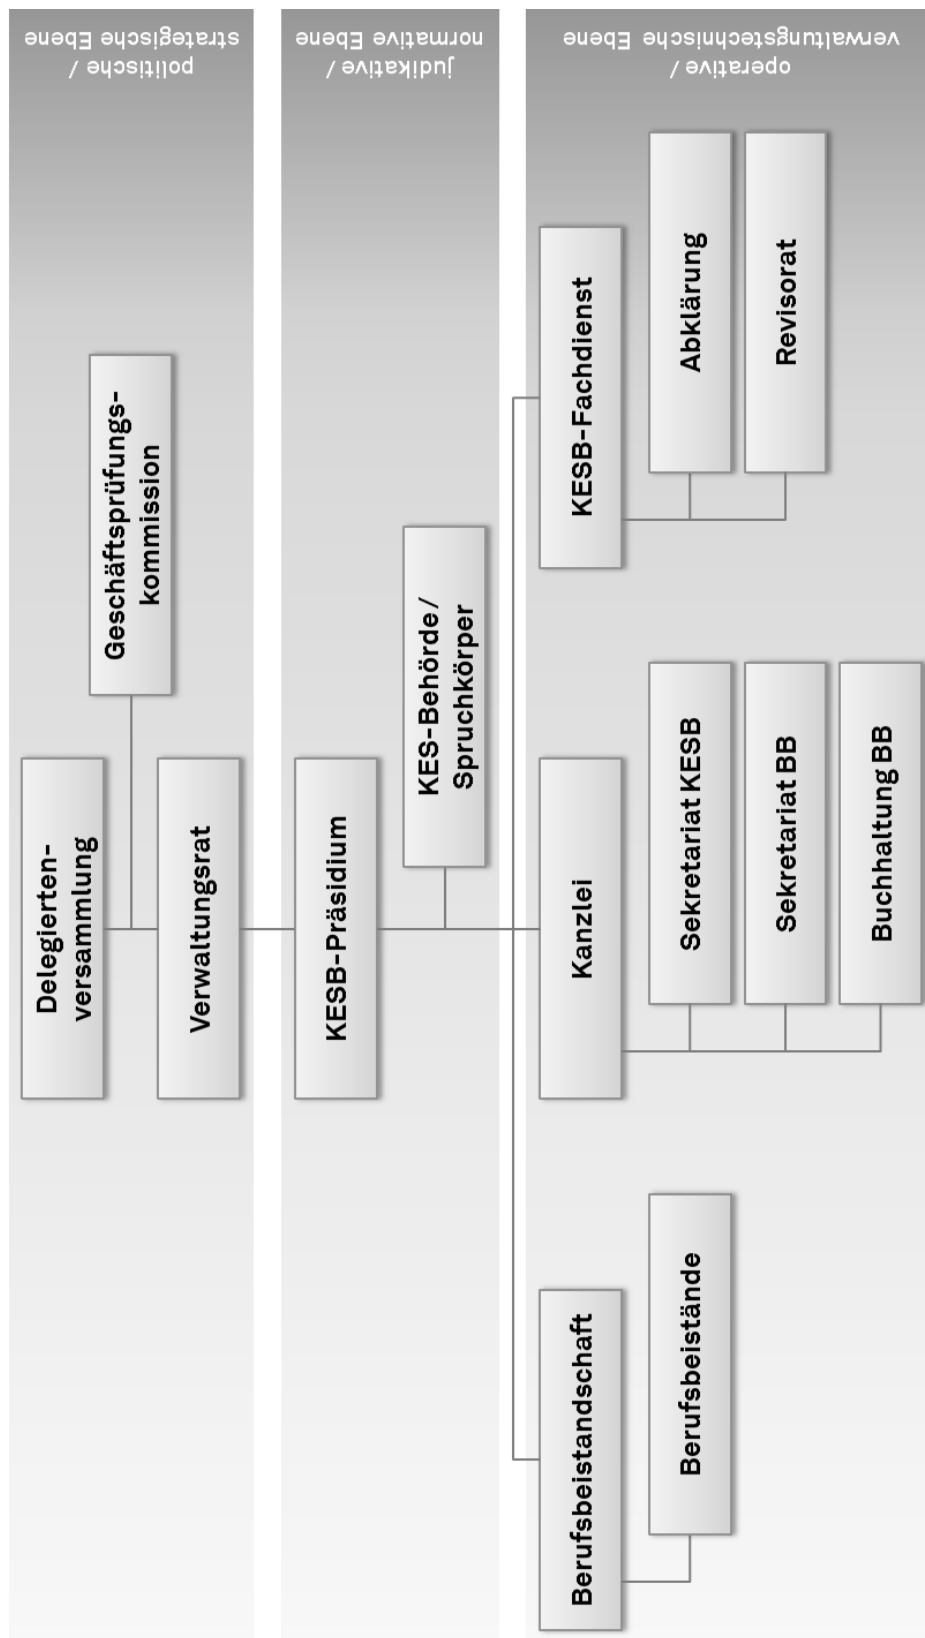 politische /
strategische Ebene
Delegierten-
versammlung
Geschäftsprüfungs-
kommission
Verwaltungsrat
judikative /
normative Ebene
KESB-Präsidium
KES-Behörde/
Spruchkörper
operative /
verwaltungstechnische Ebene
Berufsbeistandschaft
Berufsbeistände
Kanzlei
Sekretariat KESB
Sekretariat BB
Buchhaltung BB
KESB-Fachdienst
Abklärung
Revisorat